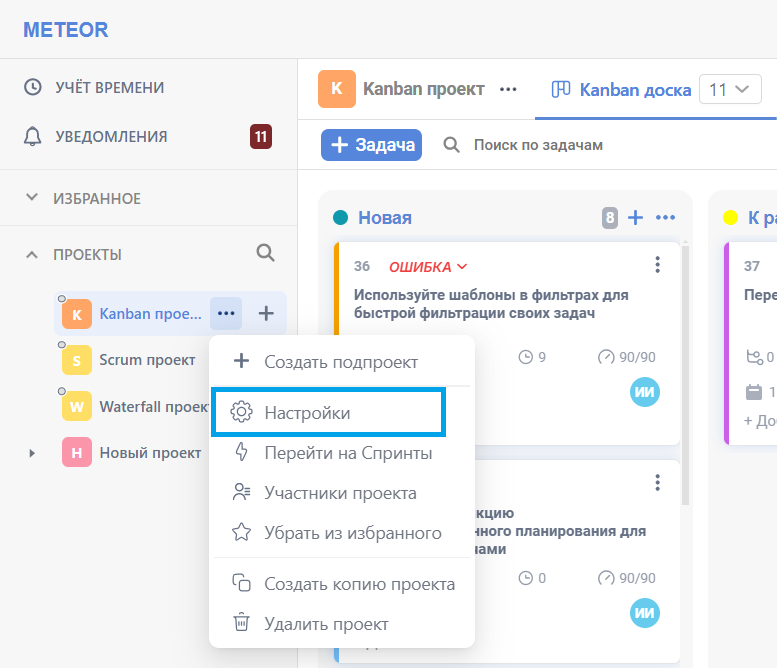 METEOR
УЧЁТ ВРЕМЕНИ
УВЕДОМЛЕНИЯ
11
ИЗБРАННОЕ
ПРОЕКТЫ
K
Kanban прое...
S
Scrum проект
W
Waterfall проек
Н
Новый проект
Создать подпроект
Настройки
Перейти на Спринты
Участники проекта
Убрать из избранного
Создать копию проекта
Удалить проект
K
Kanban проект
Kanban доска
11
Задача
Поиск по задачам
Новая
8
36 ОШИБКА
Используйте шаблоны в фильтрах для
быстрой фильтрации своих задач
9
90/90
ИИ
кцию
нного планирования для
нами
0
90/90
ИИ
К ра
37
Пере
0
1
+ До